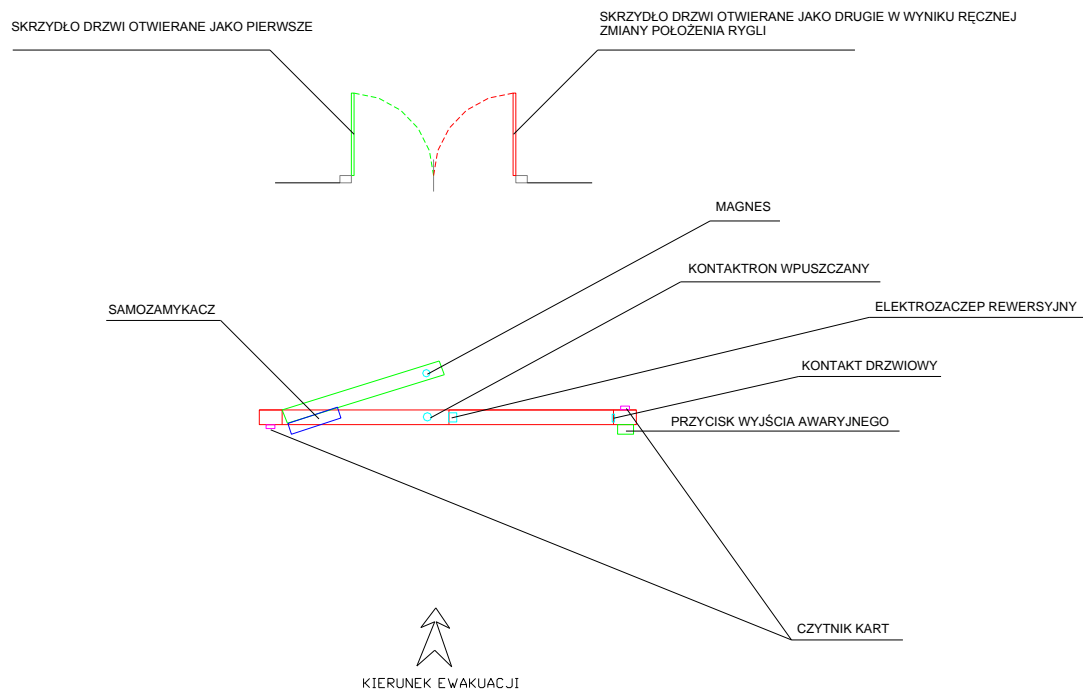 SKRZYDŁO DRZWI OTWIERANE JAKO PIERWSZE
SKRZYDŁO DRZWI OTWIERANE JAKO DRUGIE W WYNIKU RĘCZNEJ
ZMIANY POŁOŻENIA RYGLI
MAGNES
KONTAKTRON WPUSZCZANY
SAMOZAMYKACZ
ELEKTROZACZEP REWERSYJNY
KONTAKT DRZWIOWY
PRZYCISK WYJŚCIA AWARYJNEGO
CZYTNIK KART
KIERUNEK EWAKUACJI